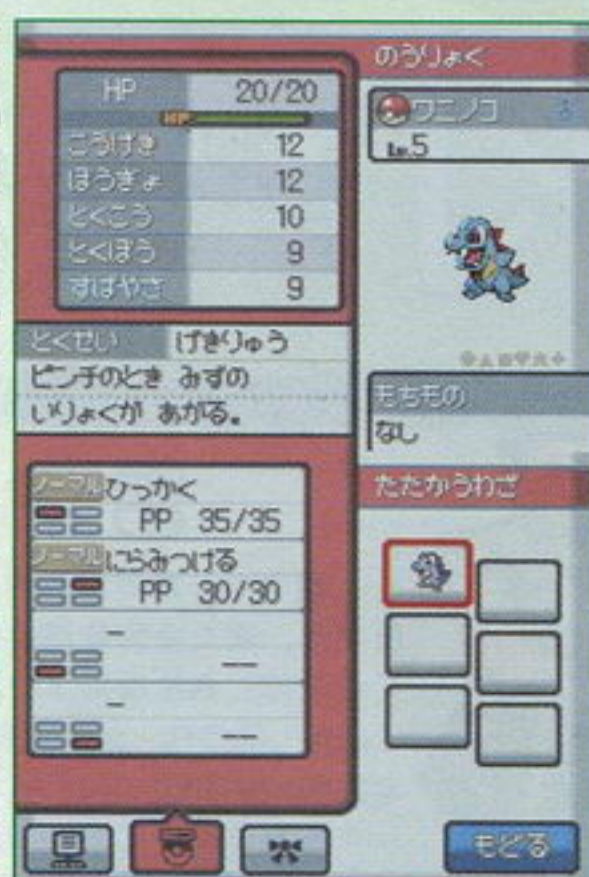 のうりょく
HP 20/20
HP
こうげき 12
ぼうぎょ 12
とくこう 10
とくぼう 9
すばやさ 9
ワニノコ ♂
Lv.5
とくせい げきりゅう
ピンチのとき みずの
いりょくが あがる。
もちもの
なし
たたかうわざ
ノーマル ひっかく
PP 35/35
ノーマル にらみつける
PP 30/30
–
--
–
--
もどる